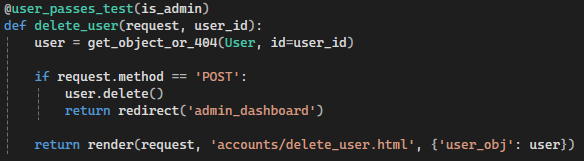 @user_passes_test(is_admin)
def delete_user(request, user_id):
    user = get_object_or_404(User, id=user_id)

    if request.method == 'POST':
        user.delete()
        return redirect('admin_dashboard')

    return render(request, 'accounts/delete_user.html', {'user_obj': user})